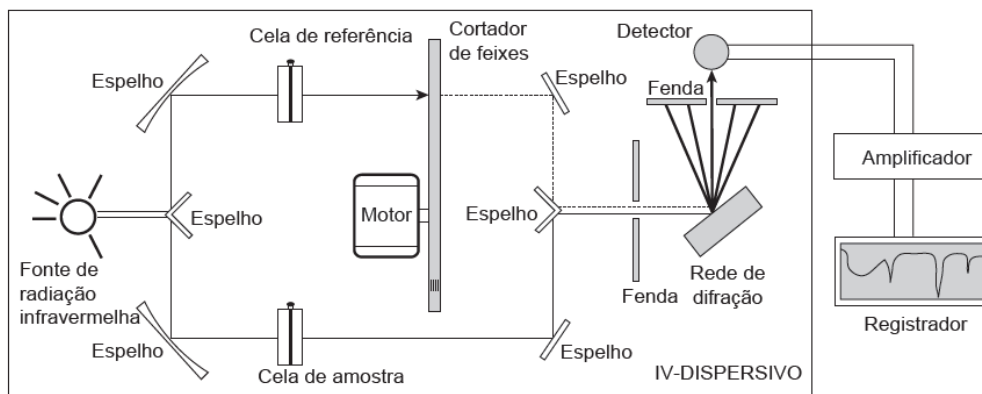 Cela de referência
Cortador
de feixes
Detector
Espelho
Espelho
Fenda
Amplificador
Motor
Espelho
Espelho
Fonte de
radiação
infravermelha
Fenda
Rede de
difração
Registrador
Espelho
Espelho
Cela de amostra
IV-DISPERSIVO